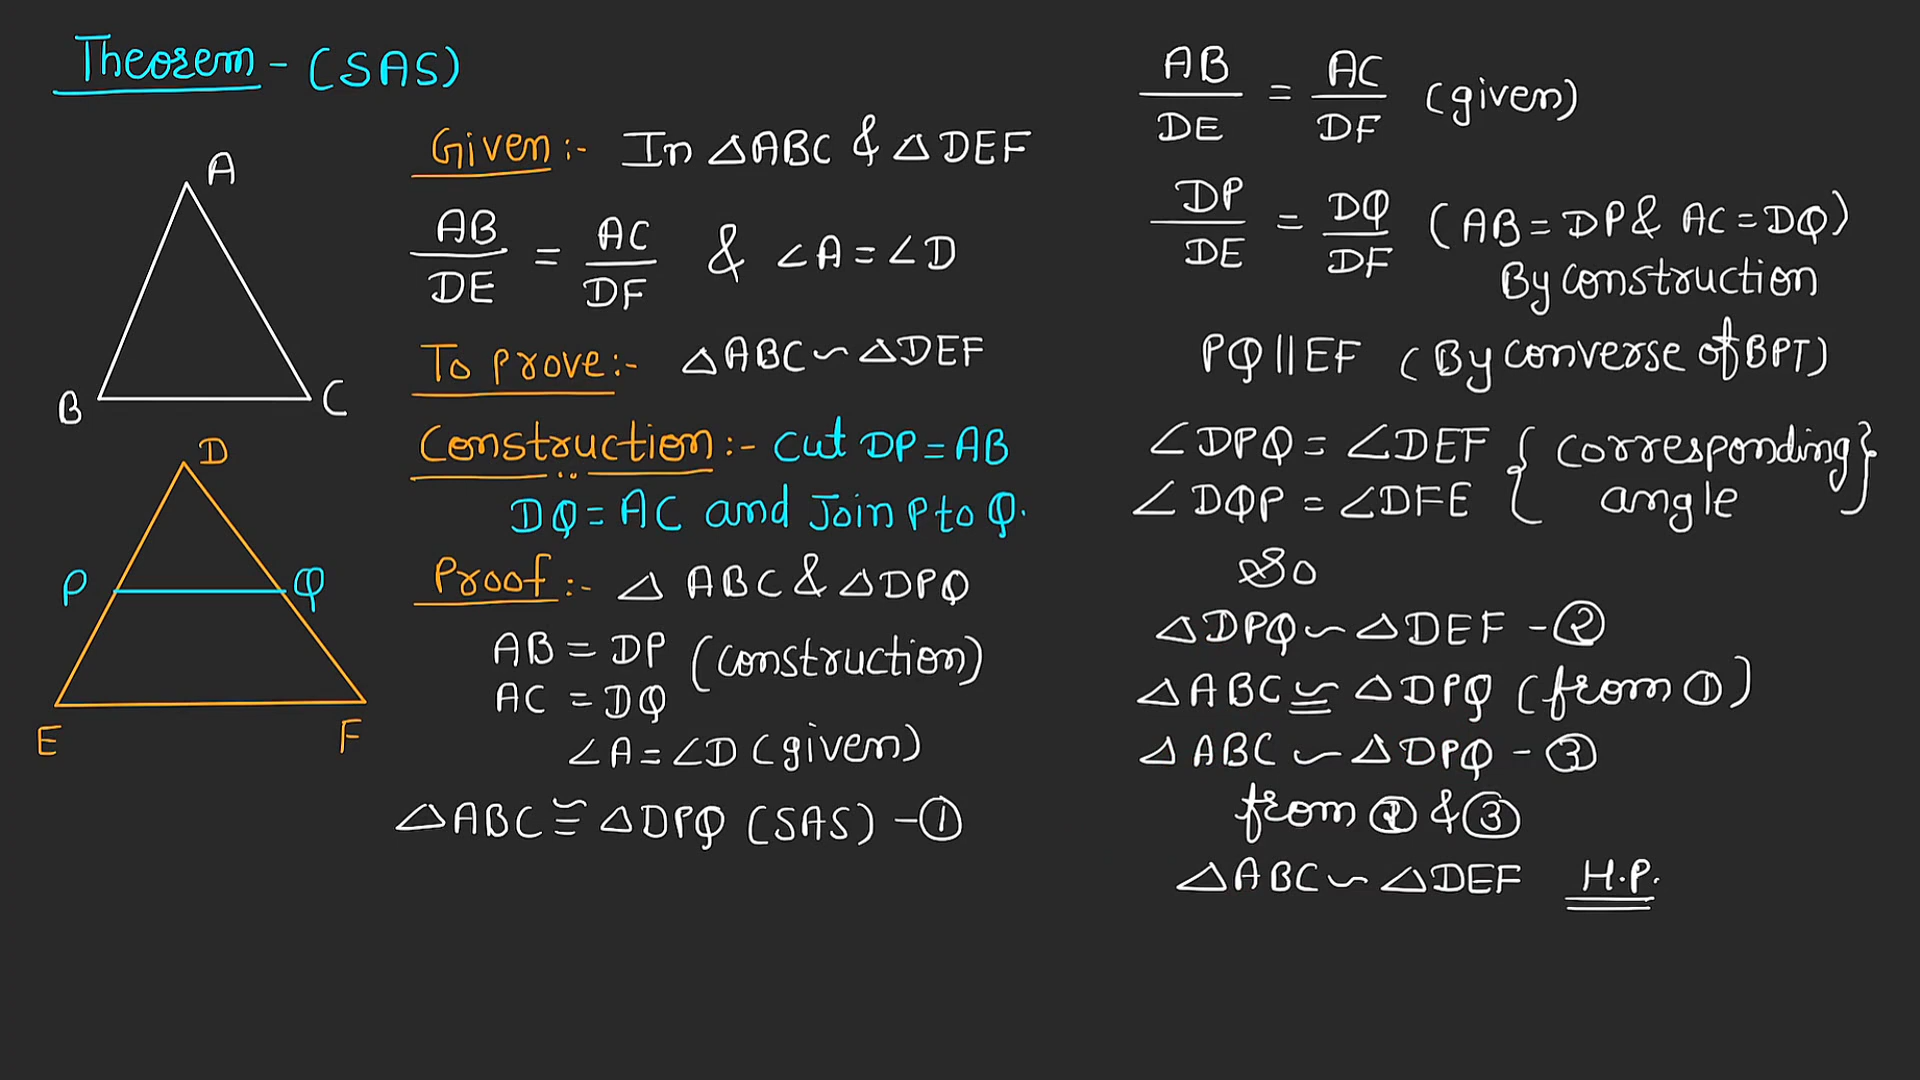 Theorem - (SAS)
A
B
C
D
P
Q
E
F
Given :- In △ABC & △DEF
AB/DE = AC/DF & ∠A = ∠D
To prove :- △ABC ∽ △DEF
Construction :- Cut DP = AB
DQ = AC and Join P to Q.
Proof :- △ ABC & △DPQ
AB = DP (construction)
AC = DQ
∠A = ∠D (given)
△ABC ≅ △DPQ (SAS) - ①
AB/DE = AC/DF (given)
DP/DE = DQ/DF (AB = DP & AC = DQ)
By construction
PQ || EF (By converse of BPT)
∠DPQ = ∠DEF { corresponding }
∠DQP = ∠DFE { angle }
So
△DPQ ∽ △DEF - ②
△ABC ≅ △DPQ (from ①)
△ABC ∽ △DPQ - ③
from ② & ③
△ABC ∽ △DEF H.P.